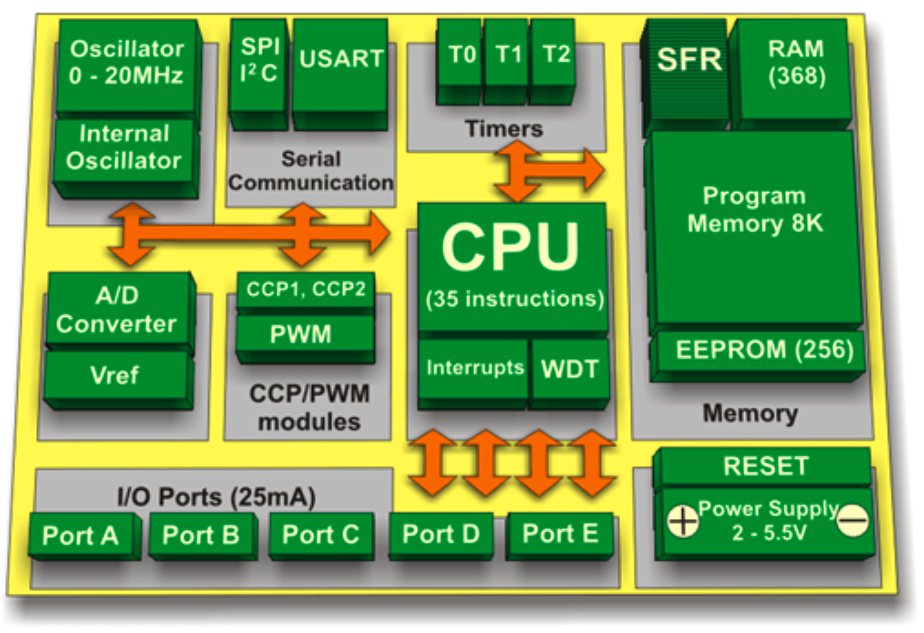 Oscillator
0 - 20MHz
Internal
Oscillator
SPI
I²C
USART
Serial
Communication
T0
T1
T2
Timers
SFR
RAM
(368)
Program
Memory 8K
EEPROM (256)
Memory
CPU
(35 instructions)
Interrupts
WDT
A/D
Converter
Vref
CCP1, CCP2
PWM
CCP/PWM
modules
I/O Ports (25mA)
Port A
Port B
Port C
Port D
Port E
RESET
+
Power Supply
2 - 5.5V
−